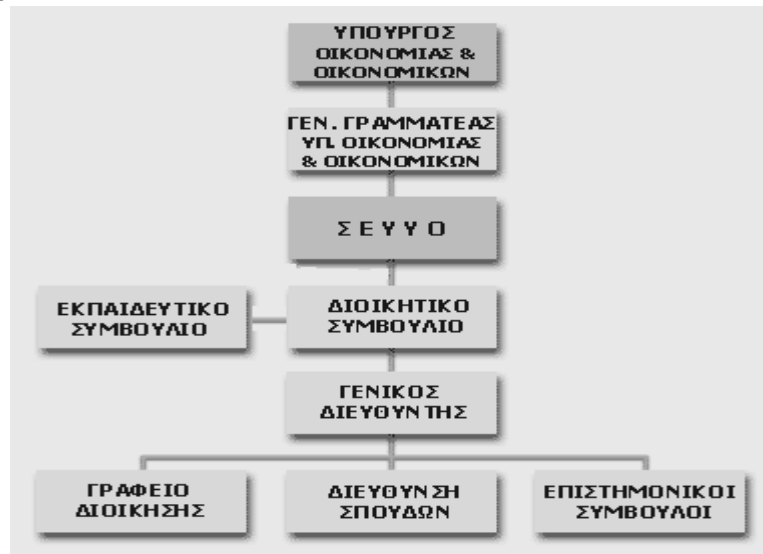 ΥΠΟΥΡΓΟΣ
ΟΙΚΟΝΟΜΙΑΣ &
ΟΙΚΟΝΟΜΙΚΩΝ
ΓΕΝ. ΓΡΑΜΜΑΤΕΑΣ
ΥΠ. ΟΙΚΟΝΟΜΙΑΣ
& ΟΙΚΟΝΟΜΙΚΩΝ
Σ Ε Υ Υ Ο
ΕΚΠΑΙΔΕΥΤΙΚΟ
ΣΥΜΒΟΥΛΙΟ
ΔΙΟΙΚΗΤΙΚΟ
ΣΥΜΒΟΥΛΙΟ
ΓΕΝΙΚΟΣ
ΔΙΕΥΘΥΝΤΗΣ
ΓΡΑΦΕΙΟ
ΔΙΟΙΚΗΣΗΣ
ΔΙΕΥΘΥΝΣΗ
ΣΠΟΥΔΩΝ
ΕΠΙΣΤΗΜΟΝΙΚΟΙ
ΣΥΜΒΟΥΛΟΙ